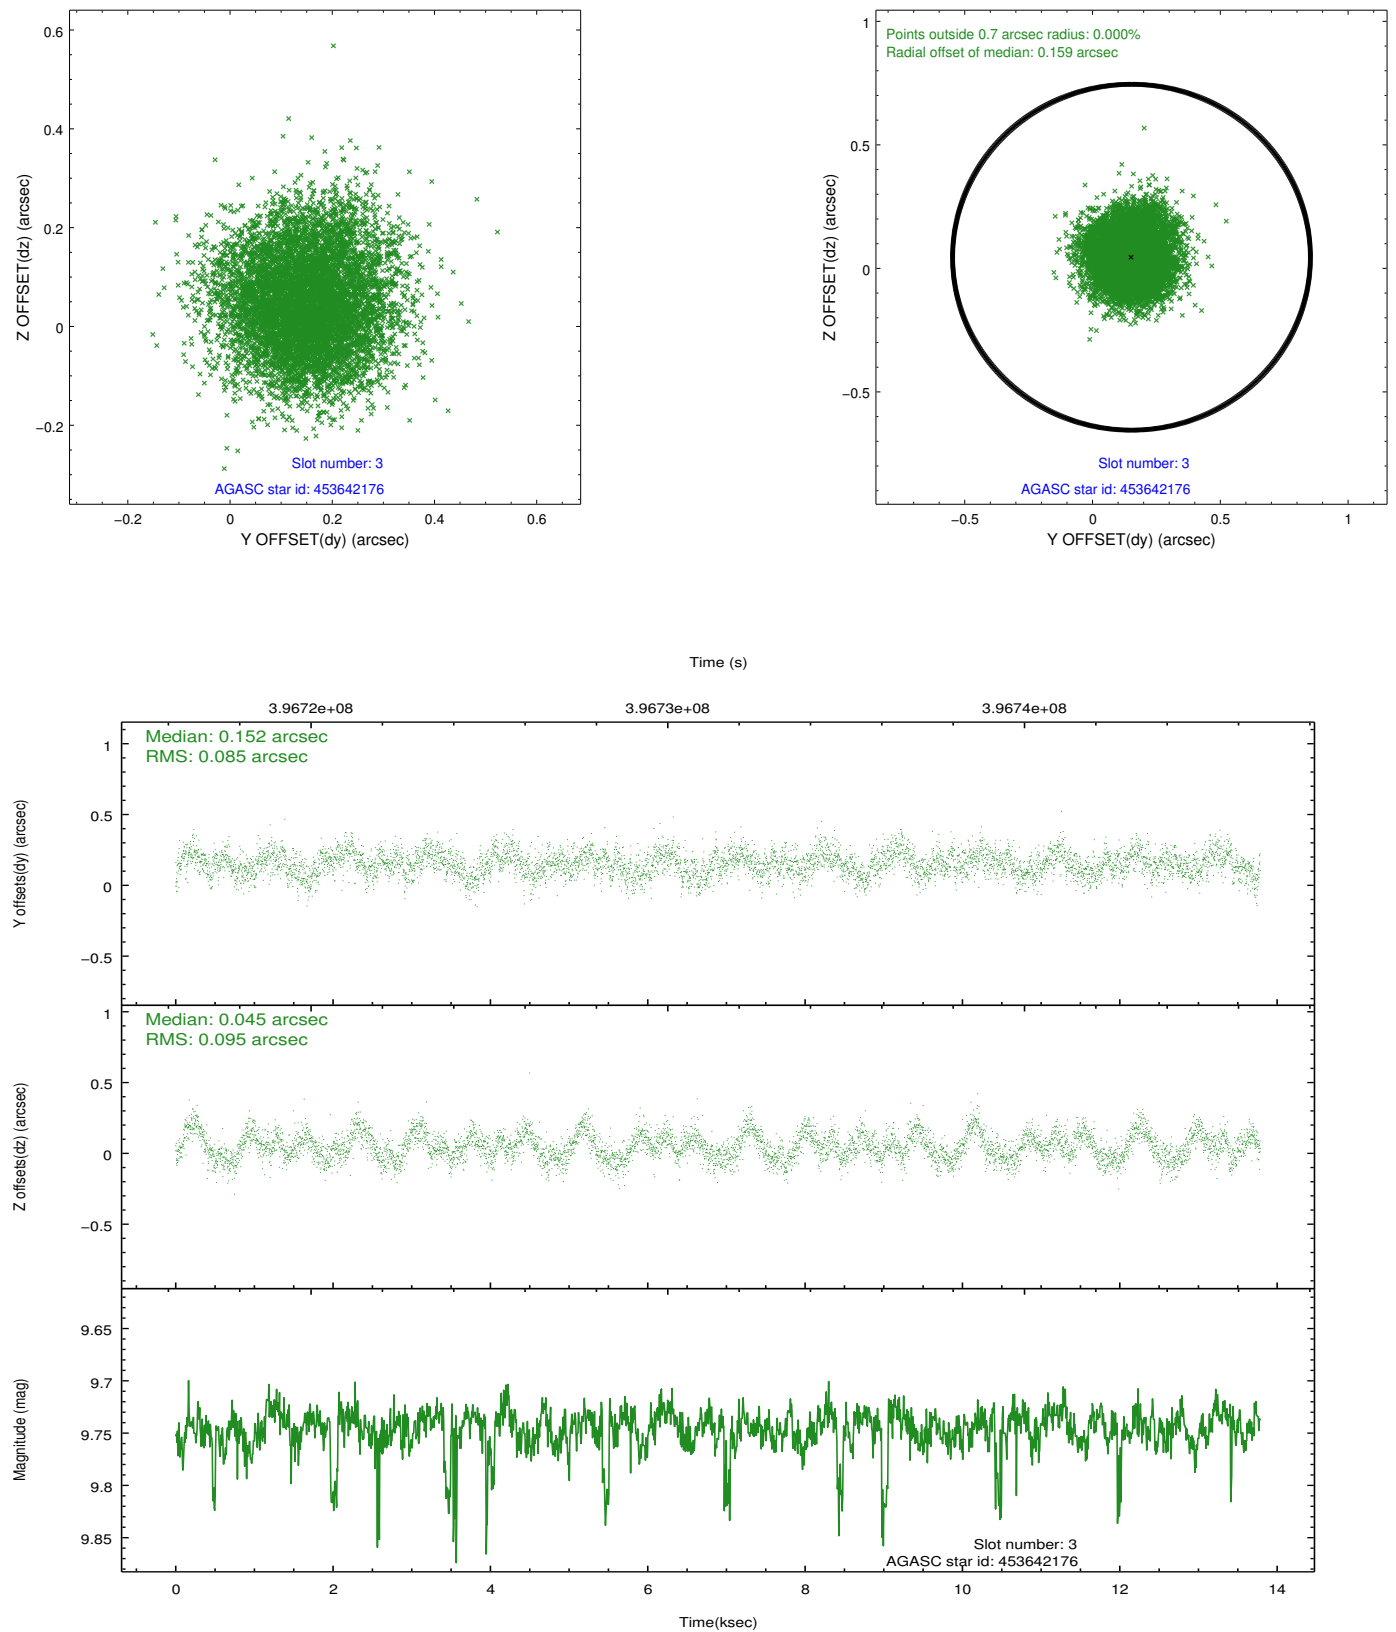 0.6
0.4
0.2
0
−0.2
Z OFFSET(dz) (arcsec)
Slot number: 3
AGASC star id: 453642176
−0.2 0 0.2 0.4 0.6
Y OFFSET(dy) (arcsec)
Points outside 0.7 arcsec radius: 0.000%
Radial offset of median: 0.159 arcsec
1
0.5
0
−0.5
Z OFFSET(dz) (arcsec)
Slot number: 3
AGASC star id: 453642176
−0.5 0 0.5 1
Y OFFSET(dy) (arcsec)
Time (s)
3.9672e+08 3.9673e+08 3.9674e+08
Median: 0.152 arcsec
RMS: 0.085 arcsec
1
0.5
0
−0.5
Y offsets(dy) (arcsec)
Median: 0.045 arcsec
RMS: 0.095 arcsec
1
0.5
0
−0.5
Z offsets(dz) (arcsec)
9.65
9.7
9.75
9.8
9.85
Magnitude (mag)
Slot number: 3
AGASC star id: 453642176
0 2 4 6 8 10 12 14
Time(ksec)